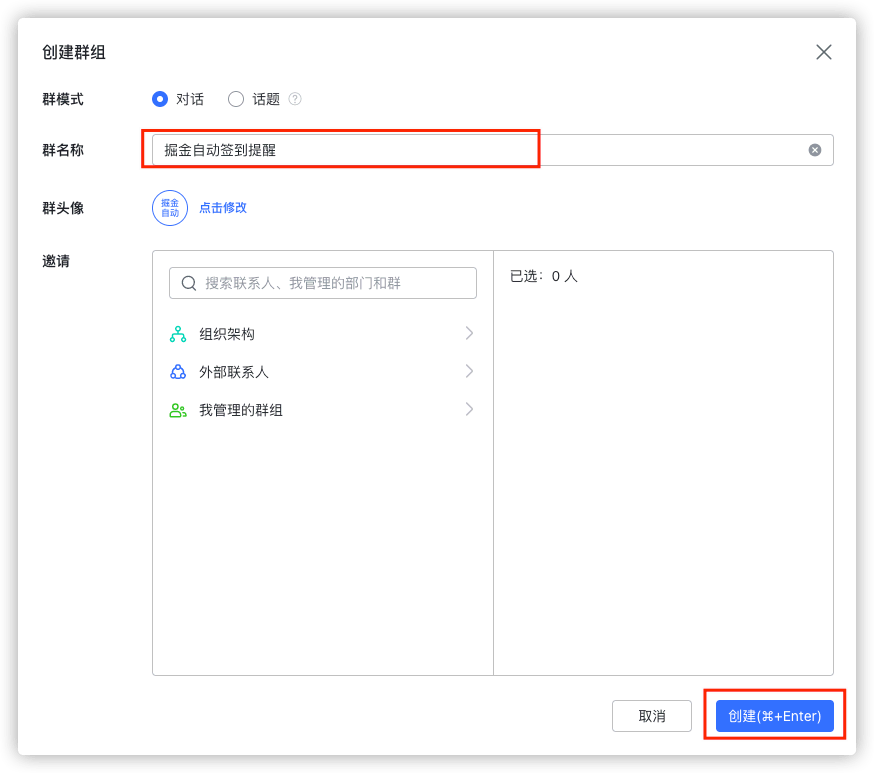 创建群组
群模式 对话 话题 ?
群名称 掘金自动签到提醒
群头像 掘金 自动 点击修改
邀请 搜索联系人、我管理的部门和群 已选：0 人
组织架构
外部联系人
我管理的群组
取消 创建(⌘+Enter)